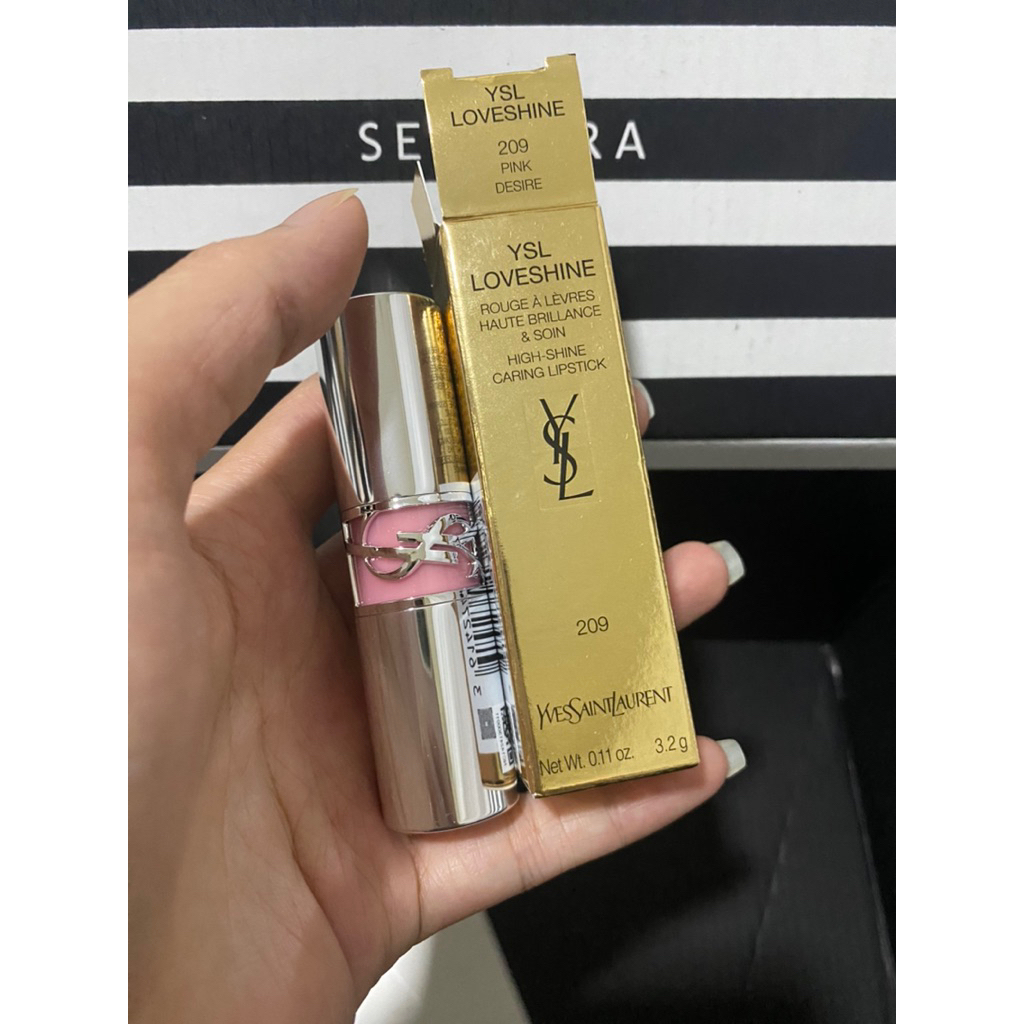 SE RA
YSL
LOVESHINE
209
PINK
DESIRE
YSL
LOVESHINE
ROUGE À LÈVRES
HAUTE BRILLANCE
& SOIN
HIGH-SHINE
CARING LIPSTICK
YSL
209
YVESSAINTLAURENT
Net Wt. 0.11 oz. 3.2 g